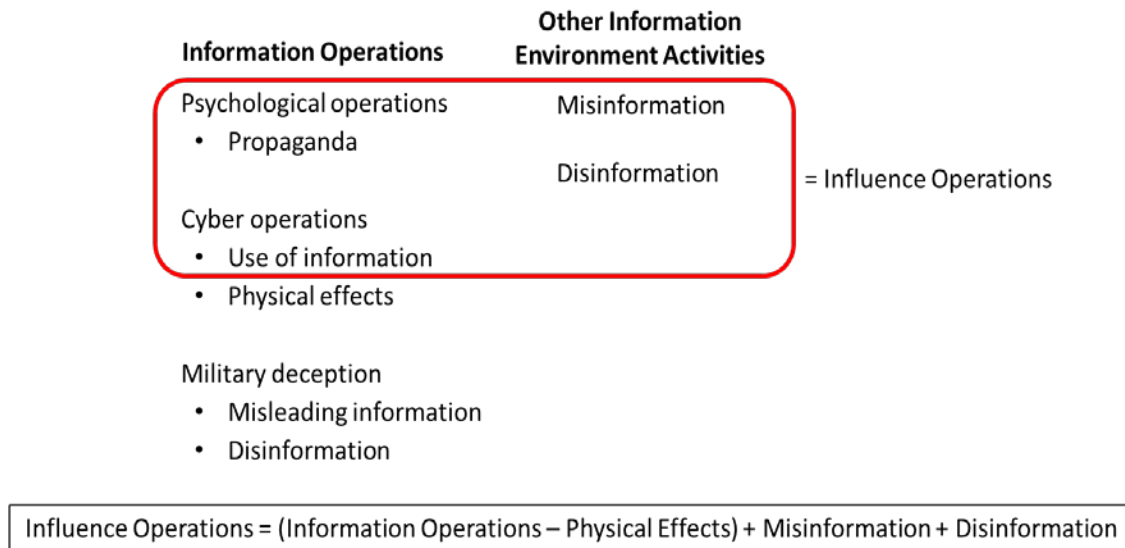 Information Operations
Other Information
Environment Activities
Psychological operations
• Propaganda
Misinformation
Disinformation
= Influence Operations
Cyber operations
• Use of information
• Physical effects
Military deception
• Misleading information
• Disinformation
Influence Operations = (Information Operations – Physical Effects) + Misinformation + Disinformation